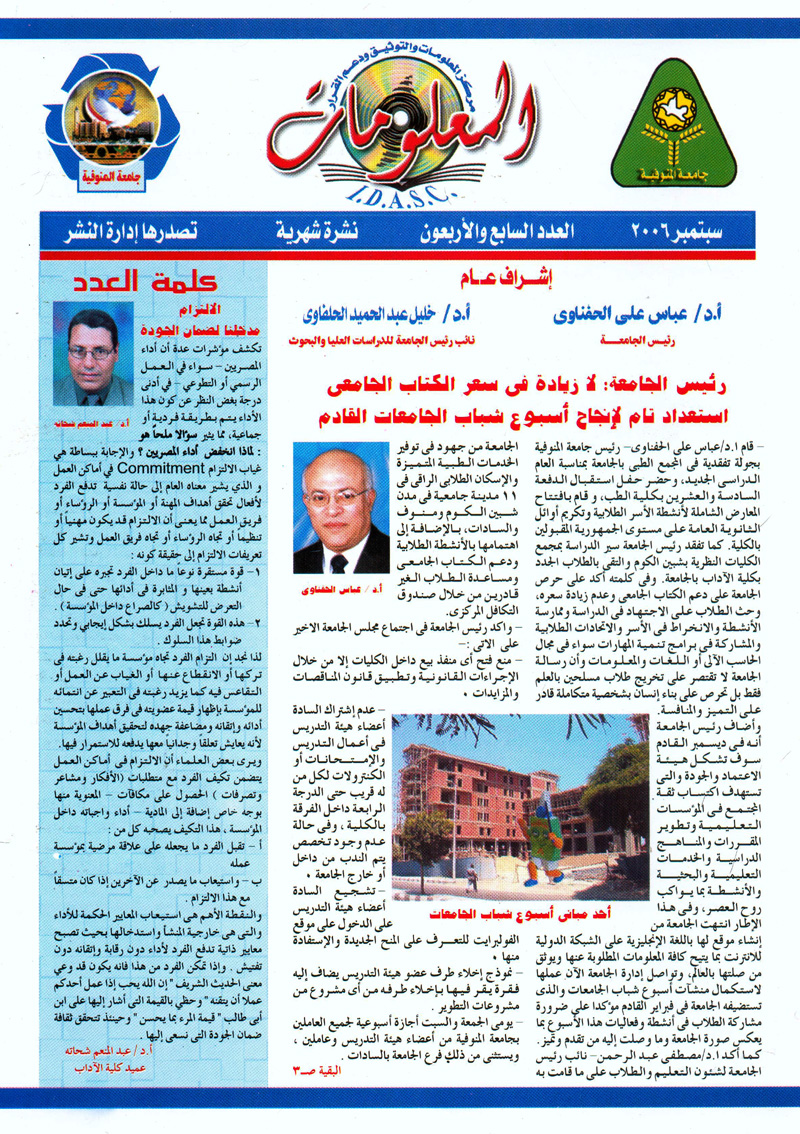 مركز المعلومات والتوثيق ودعم القرار
المعلومات
I.D.A.S.C.
جامعة المنوفية
جامعة المنوفية
سبتمبر ٢٠٠٦
العدد السابع والأربعون
نشرة شهرية
تصدرها إدارة النشر
إشراف عـام
أ.د/ عباس على الحفناوى
رئيس الجامعـــة
أ.د/ خليل عبد الحميد الحلفاوى
نائب رئيس الجامعة للدراسات العليا والبحوث
رئيس الجامعة: لا زيادة فى سعر الكتاب الجامعى
استعداد تام لإنجاح أسبوع شباب الجامعات القادم
– قام ا.د/عباس على الحفناوى– رئيس جامعة المنوفية
بجولة تفقدية فى المجمع الطبى بالجامعة بمناسبة العام
الدراسى الجديد، وحضر حفل استقبال الدفعة
السادسة والعشرين بكلية الطب، و قام بافتتاح
المعارض الشاملة لأنشطة الأسر الطلابية وتكريم أوائل
الثانوية العامة على مستوى الجمهورية المقبولين
بالكلية. كما تفقد رئيس الجامعة سير الدراسة بمجمع
الكليات النظرية بشبين الكوم والتقى بالطلاب الجدد
بكلية الآداب بالجامعة. وفى كلمته أكد على حرص
الجامعة على دعم الكتاب الجامعى وعدم زيادة سعره،
وحث الطلاب على الاجتهاد فى الدراسة وممارسة
الأنشطة والانخراط فى الأسر والاتحادات الطلابية
والمشاركة فى برامج تنمية المهارات سواء فى مجال
الحاسب الآلى أو اللغات والمعلومات وأن رسالة
الجامعة لا تقتصر على تخريج طلاب مسلحين بالعلم
فقط بل تحرص على بناء إنسان بشخصية متكاملة قادر
على التميز والمنافسة.
وأضاف رئيس الجامعة
أنه فى ديسمبر القادم
سوف تشكل هيئة
الاعتماد والجودة والتى
تستهدف اكتساب ثقة
المجتمع فى المؤسسات
التعليمية وتطوير
المقررات والمناهج
الدراسية والخدمات
التعليمية والبحثية
والأنشطة بما يواكب
روح العصر، وفى هذا
الإطار انتهت الجامعة من
إنشاء موقع لها باللغة الإنجليزية على الشبكة الدولية
للانترنت بما يتيح كافة المعلومات المطلوبة عنها ويوثق
من صلتها بالعالم، وتواصل إدارة الجامعة الآن عملها
لاستكمال منشآت أسبوع شباب الجامعات والذى
تستضيفه الجامعة فى فبراير القادم مؤكدا على ضرورة
مشاركة الطلاب فى أنشطة وفعاليات هذا الأسبوع بما
يعكس صورة الجامعة وما وصلت إليه من تقدم وتميز.
كما أكد ا.د/مصطفى عبد الرحمن– نائب رئيس
الجامعة لشئون التعليم والطلاب على ما قامت به
الجامعة من جهود فى توفير
الخدمات الطبية المتميزة
والإسكان الطلابى الراقى فى
١١ مدينة جامعية فى مدن
شبين الكوم ومنوف
والسادات، بالاضافة إلى
اهتمامها بالأنشطة الطلابية
ودعم الكتاب الجامعى
ومساعدة الطلاب الغير
قادرين من خلال صندوق
التكافل المركزى.
أ.د / عباس الحفناوى
– واكد رئيس الجامعة فى اجتماع مجلس الجامعة الاخير
على الاتى :–
– منع فتح أى منفذ بيع داخل الكليات إلا من خلال
الإجراءات القانونية وتطبيق قانون المناقصات
والمزايدات •
– عدم إشتراك السادة
أعضاء هيئة التدريس
فى أعمال التدريس
والإمتحانات أو
الكنترولات لكل من
له قريب حتى الدرجة
الرابعة داخل الفرقة
بالكلية ، وفى حالة
عدم وجود تخصص
يتم الندب من داخل
أو خارج الجامعة •
– تشجيع السادة
أعضاء هيئة التدريس
على الدخول على موقع
الفولبرايت للتعرف على المنح الجديدة والإستفادة
منها •
– نموذج إخلاء طرف عضو هيئة التدريس يضاف إليه
فقرة يقر فيها بإخلاء طرفه من أى مشروع من
مشروعات التطوير .
– يومى الجمعة والسبت أجازة أسبوعية لجميع العاملين
بجامعة المنوفية من أعضاء هيئة التدريس وعاملين ،
ويستثنى من ذلك فرع الجامعة بالسادات .
البقية صـ٣
أحد مبانى أسبوع شباب الجامعات
كلمة العدد
الالتزام
مدخلنا لضمان الجودة
تكشف مؤشرات عدة أن أداء
المصريين – سواء في العمل
الرسمي أو التطوعي – في أدنى
درجة بغض النظر عن كون هذا
الأداء يتم بطريقة فردية أو
جماعية، مما يثير سؤالا ملحاً هو
أ.د/ عبد المنعم شحاته
: لماذا انخفض أداء المصريين ؟ والإجابة ببساطة هي
غياب الالتزام Commitment في أماكن العمل
و الذي يشير معناه العام إلى حالة نفسية تدفع الفرد
لأفعال تحقق أهداف المهنة أو المؤسسة أو الروساء أو
فريق العمل مما يعنى أن الالتزام قد يكون مهنياً أو
تنظيما أو تجاه الروساء أو تجاه فريق العمل وتشير كل
تعريفات الالتزام إلى حقيقة كونه :
١– قوة مستقرة نوعاً ما داخل الفرد تجبره على إتيان
أنشطة بعينها و المثابرة في أدائها حتى فى حال
التعرض للتشويش (كالصراع داخل المؤسسة) .
٢– هذه القوة تجعل الفرد يسلك بشكل إيجابي وتحدد
ضوابط هذا السلوك .
لذا نجد إن التزام الفرد تجاه مؤسسة ما يقلل رغبته فى
تركها أو الانقطاع عنها أو الغياب عن العمل أو
التقاعس فيه كما يزيد رغبته في التعبير عن انتمائه
للمؤسسة بإظهار قيمة عضويته في فرق عملها بتحسين
أدائه وإتقانه ومضاعفة جهده لتحقيق أهداف المؤسسة
لأنه يعايش تعلقا وجدانياً معها يدفعه للاستمرار فيها.
ويرى بعض العلماء أن الالتزام فى أماكن العمل
يتضمن تكيف الفرد مع متطلبات (الأفكار ومشاعر
وتصرفات ) الحصول على مكافآت – المعنوية منها
بوجه خاص إضافة إلى المادية – أداء واجباته داخل
المؤسسة ، هذا التكيف يصحبه كل من :
أ – تقبل الفرد ما يجعله على علاقة مرضية بمؤسسة
عمله
ب – واستيعاب ما يصدر عن الآخرين إذا كان متسقاً
مع هذا الالتزام .
والنقطة الأهم هى استيعاب المعايير الحكمة للأداء
والتى هى خارجية المنشأ واستدخالها بحيث تصبح
معايير ذاتية تدفع الفرد لأداء دون رقابة وإتقانه دون
تفتيش . وإذا تمكن الفرد من هذا فانه يكون قد وعي
معنى الحديث الشريف " إن الله يحب إذا عمل أحدكم
عملا أن يتقنه " وحظي بالقيمة التى أشار إليها على ابن
أبى طالب " قيمة المرء بما يحسن " وحينئذ تتحقق ثقافة
ضمان الجودة التى نسعى إليها .
أ.د/ عبد المنعم شحاته
عميد كلية الآداب